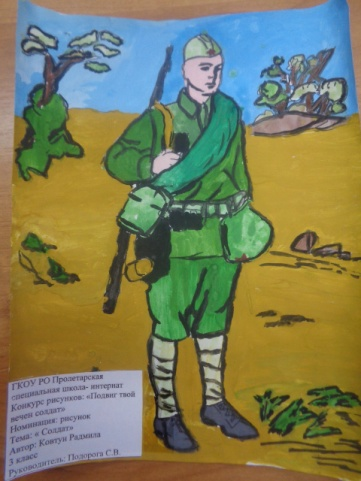 ГКОУ РО Пролетарская
специальная школа- интернат
Конкурс рисунков: «Подвиг твой
вечен солдат»
Номинация: рисунок
Тема: « Солдат»
Автор: Ковтун Радмила
3 класс
Руководитель: Подорога С.В.